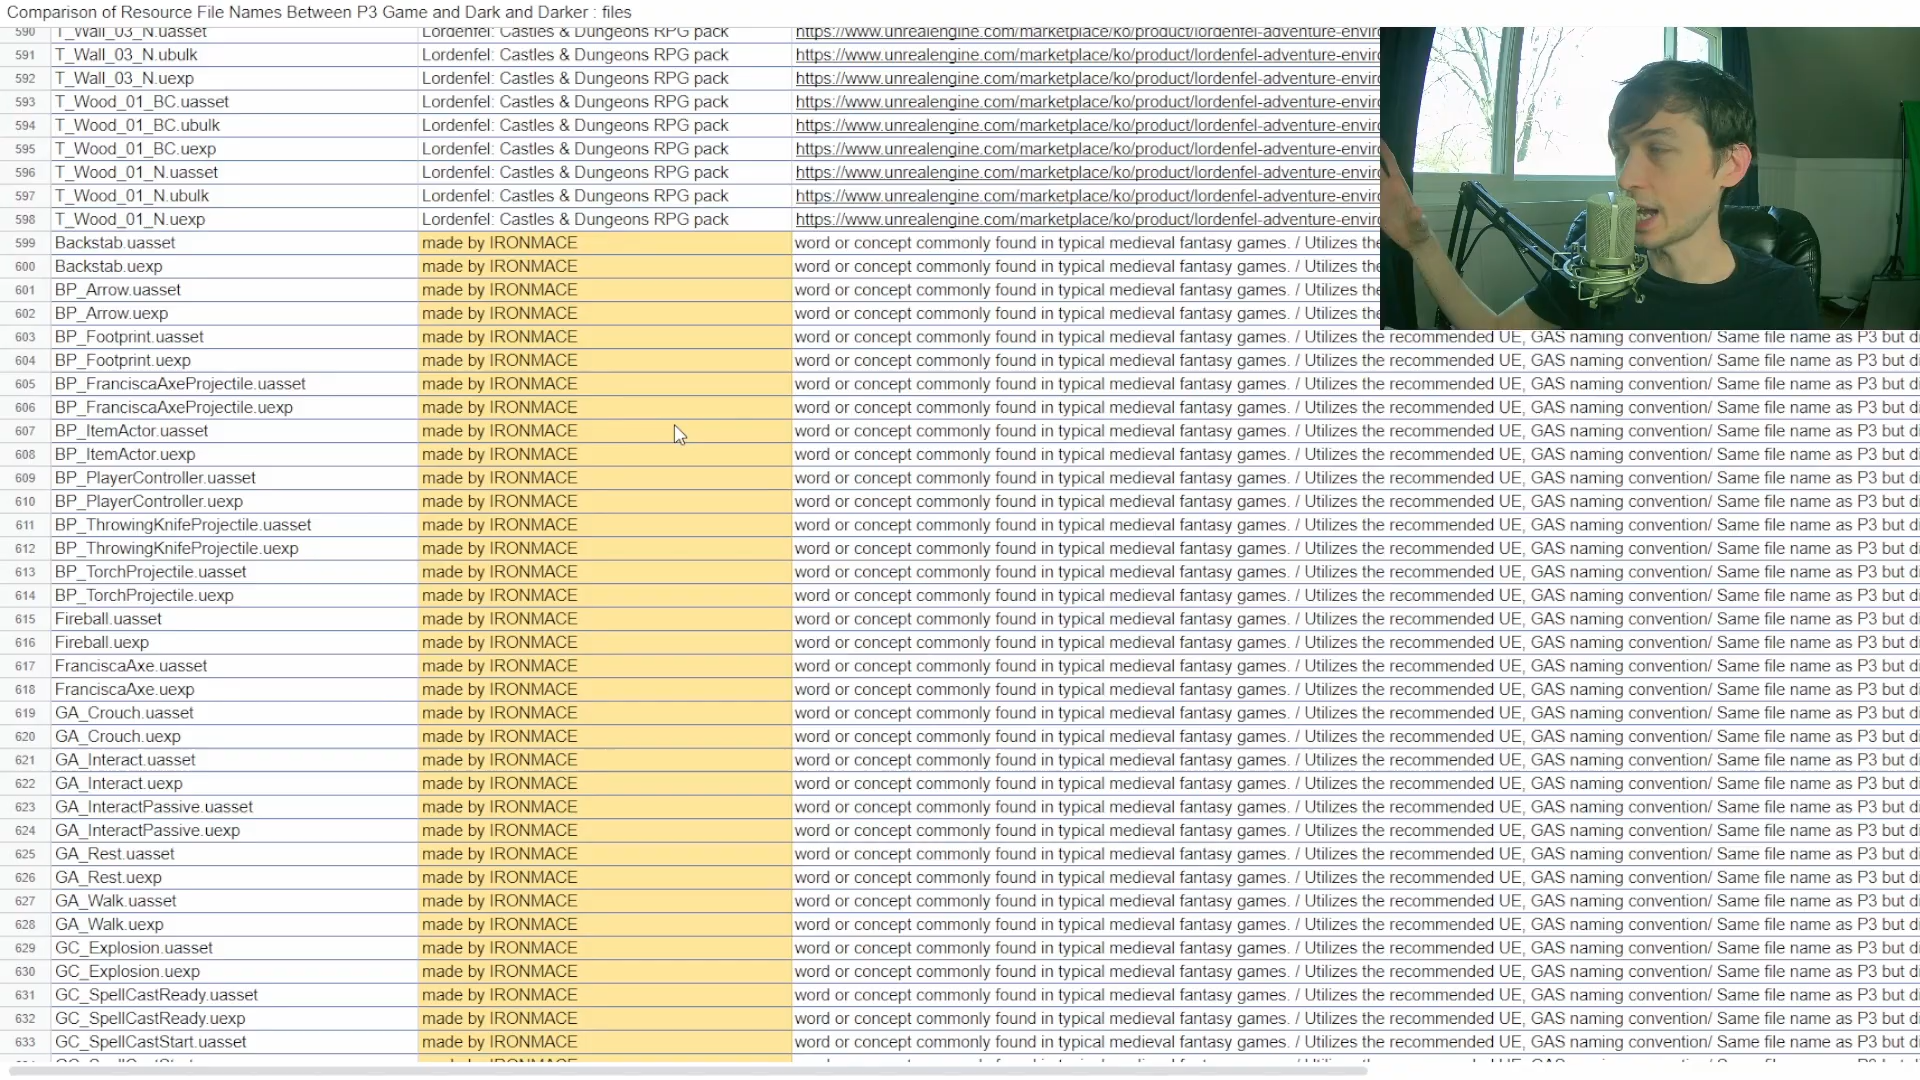 Comparison of Resource File Names Between P3 Game and Dark and Darker : files
590 T_Wall_03_N.uasset Lordenfel: Castles & Dungeons RPG pack https://www.unrealengine.com/marketplace/ko/product/lordenfel-adventure-envir
591 T_Wall_03_N.ubulk Lordenfel: Castles & Dungeons RPG pack https://www.unrealengine.com/marketplace/ko/product/lordenfel-adventure-envir
592 T_Wall_03_N.uexp Lordenfel: Castles & Dungeons RPG pack https://www.unrealengine.com/marketplace/ko/product/lordenfel-adventure-envir
593 T_Wood_01_BC.uasset Lordenfel: Castles & Dungeons RPG pack https://www.unrealengine.com/marketplace/ko/product/lordenfel-adventure-envir
594 T_Wood_01_BC.ubulk Lordenfel: Castles & Dungeons RPG pack https://www.unrealengine.com/marketplace/ko/product/lordenfel-adventure-envir
595 T_Wood_01_BC.uexp Lordenfel: Castles & Dungeons RPG pack https://www.unrealengine.com/marketplace/ko/product/lordenfel-adventure-envir
596 T_Wood_01_N.uasset Lordenfel: Castles & Dungeons RPG pack https://www.unrealengine.com/marketplace/ko/product/lordenfel-adventure-envir
597 T_Wood_01_N.ubulk Lordenfel: Castles & Dungeons RPG pack https://www.unrealengine.com/marketplace/ko/product/lordenfel-adventure-envir
598 T_Wood_01_N.uexp Lordenfel: Castles & Dungeons RPG pack https://www.unrealengine.com/marketplace/ko/product/lordenfel-adventure-envir
599 Backstab.uasset made by IRONMACE word or concept commonly found in typical medieval fantasy games. / Utilizes the
600 Backstab.uexp made by IRONMACE word or concept commonly found in typical medieval fantasy games. / Utilizes the
601 BP_Arrow.uasset made by IRONMACE word or concept commonly found in typical medieval fantasy games. / Utilizes the
602 BP_Arrow.uexp made by IRONMACE word or concept commonly found in typical medieval fantasy games. / Utilizes the
603 BP_Footprint.uasset made by IRONMACE word or concept commonly found in typical medieval fantasy games. / Utilizes the recommended UE, GAS naming convention/ Same file name as P3 but di
604 BP_Footprint.uexp made by IRONMACE word or concept commonly found in typical medieval fantasy games. / Utilizes the recommended UE, GAS naming convention/ Same file name as P3 but di
605 BP_FranciscaAxeProjectile.uasset made by IRONMACE word or concept commonly found in typical medieval fantasy games. / Utilizes the recommended UE, GAS naming convention/ Same file name as P3 but di
606 BP_FranciscaAxeProjectile.uexp made by IRONMACE word or concept commonly found in typical medieval fantasy games. / Utilizes the recommended UE, GAS naming convention/ Same file name as P3 but di
607 BP_ItemActor.uasset made by IRONMACE word or concept commonly found in typical medieval fantasy games. / Utilizes the recommended UE, GAS naming convention/ Same file name as P3 but di
608 BP_ItemActor.uexp made by IRONMACE word or concept commonly found in typical medieval fantasy games. / Utilizes the recommended UE, GAS naming convention/ Same file name as P3 but di
609 BP_PlayerController.uasset made by IRONMACE word or concept commonly found in typical medieval fantasy games. / Utilizes the recommended UE, GAS naming convention/ Same file name as P3 but di
610 BP_PlayerController.uexp made by IRONMACE word or concept commonly found in typical medieval fantasy games. / Utilizes the recommended UE, GAS naming convention/ Same file name as P3 but di
611 BP_ThrowingKnifeProjectile.uasset made by IRONMACE word or concept commonly found in typical medieval fantasy games. / Utilizes the recommended UE, GAS naming convention/ Same file name as P3 but di
612 BP_ThrowingKnifeProjectile.uexp made by IRONMACE word or concept commonly found in typical medieval fantasy games. / Utilizes the recommended UE, GAS naming convention/ Same file name as P3 but di
613 BP_TorchProjectile.uasset made by IRONMACE word or concept commonly found in typical medieval fantasy games. / Utilizes the recommended UE, GAS naming convention/ Same file name as P3 but di
614 BP_TorchProjectile.uexp made by IRONMACE word or concept commonly found in typical medieval fantasy games. / Utilizes the recommended UE, GAS naming convention/ Same file name as P3 but di
615 Fireball.uasset made by IRONMACE word or concept commonly found in typical medieval fantasy games. / Utilizes the recommended UE, GAS naming convention/ Same file name as P3 but di
616 Fireball.uexp made by IRONMACE word or concept commonly found in typical medieval fantasy games. / Utilizes the recommended UE, GAS naming convention/ Same file name as P3 but di
617 FranciscaAxe.uasset made by IRONMACE word or concept commonly found in typical medieval fantasy games. / Utilizes the recommended UE, GAS naming convention/ Same file name as P3 but di
618 FranciscaAxe.uexp made by IRONMACE word or concept commonly found in typical medieval fantasy games. / Utilizes the recommended UE, GAS naming convention/ Same file name as P3 but di
619 GA_Crouch.uasset made by IRONMACE word or concept commonly found in typical medieval fantasy games. / Utilizes the recommended UE, GAS naming convention/ Same file name as P3 but di
620 GA_Crouch.uexp made by IRONMACE word or concept commonly found in typical medieval fantasy games. / Utilizes the recommended UE, GAS naming convention/ Same file name as P3 but di
621 GA_Interact.uasset made by IRONMACE word or concept commonly found in typical medieval fantasy games. / Utilizes the recommended UE, GAS naming convention/ Same file name as P3 but di
622 GA_Interact.uexp made by IRONMACE word or concept commonly found in typical medieval fantasy games. / Utilizes the recommended UE, GAS naming convention/ Same file name as P3 but di
623 GA_InteractPassive.uasset made by IRONMACE word or concept commonly found in typical medieval fantasy games. / Utilizes the recommended UE, GAS naming convention/ Same file name as P3 but di
624 GA_InteractPassive.uexp made by IRONMACE word or concept commonly found in typical medieval fantasy games. / Utilizes the recommended UE, GAS naming convention/ Same file name as P3 but di
625 GA_Rest.uasset made by IRONMACE word or concept commonly found in typical medieval fantasy games. / Utilizes the recommended UE, GAS naming convention/ Same file name as P3 but di
626 GA_Rest.uexp made by IRONMACE word or concept commonly found in typical medieval fantasy games. / Utilizes the recommended UE, GAS naming convention/ Same file name as P3 but di
627 GA_Walk.uasset made by IRONMACE word or concept commonly found in typical medieval fantasy games. / Utilizes the recommended UE, GAS naming convention/ Same file name as P3 but di
628 GA_Walk.uexp made by IRONMACE word or concept commonly found in typical medieval fantasy games. / Utilizes the recommended UE, GAS naming convention/ Same file name as P3 but di
629 GC_Explosion.uasset made by IRONMACE word or concept commonly found in typical medieval fantasy games. / Utilizes the recommended UE, GAS naming convention/ Same file name as P3 but di
630 GC_Explosion.uexp made by IRONMACE word or concept commonly found in typical medieval fantasy games. / Utilizes the recommended UE, GAS naming convention/ Same file name as P3 but di
631 GC_SpellCastReady.uasset made by IRONMACE word or concept commonly found in typical medieval fantasy games. / Utilizes the recommended UE, GAS naming convention/ Same file name as P3 but di
632 GC_SpellCastReady.uexp made by IRONMACE word or concept commonly found in typical medieval fantasy games. / Utilizes the recommended UE, GAS naming convention/ Same file name as P3 but di
633 GC_SpellCastStart.uasset made by IRONMACE word or concept commonly found in typical medieval fantasy games. / Utilizes the recommended UE, GAS naming convention/ Same file name as P3 but di